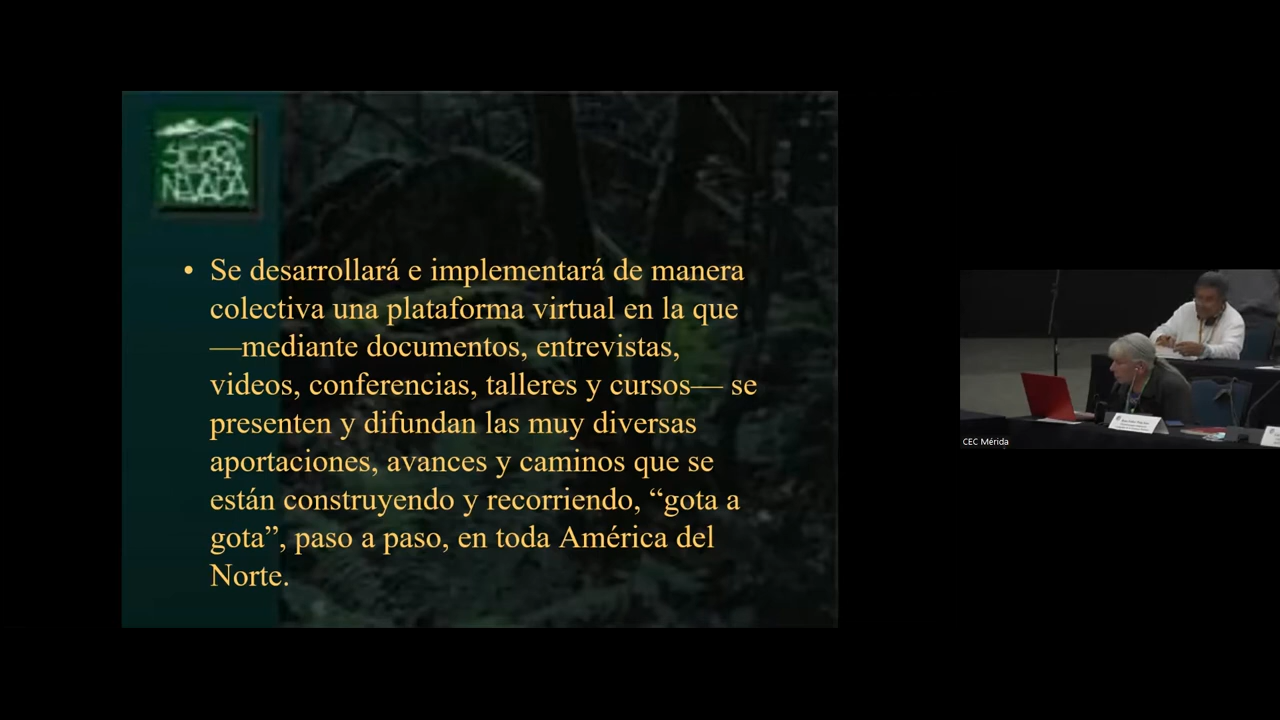 SIERRA
NEVADA
• Se desarrollará e implementará de manera
colectiva una plataforma virtual en la que
—mediante documentos, entrevistas,
videos, conferencias, talleres y cursos— se
presenten y difundan las muy diversas
aportaciones, avances y caminos que se
están construyendo y recorriendo, “gota a
gota”, paso a paso, en toda América del
Norte.
CEC Mérida